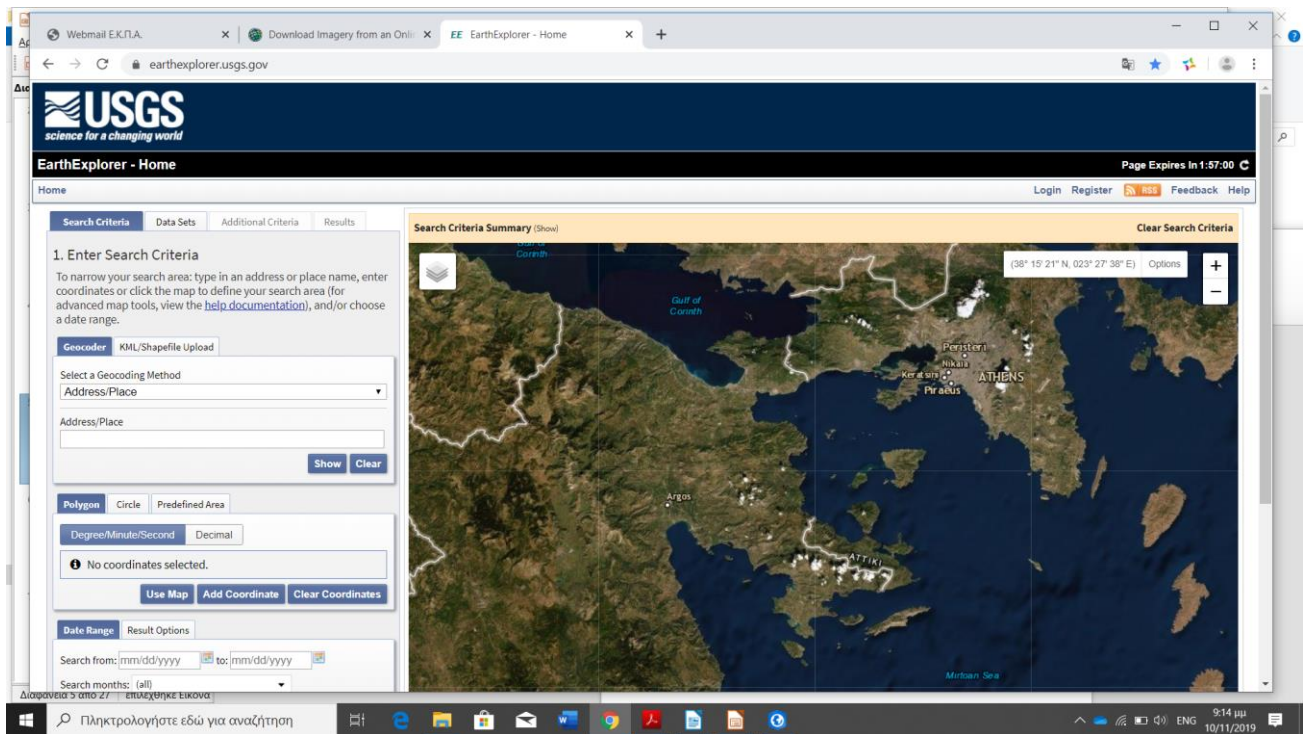 Webmail Ε.Κ.Π.Α.
Download Imagery from an Onli
EE EarthExplorer - Home
earthexplorer.usgs.gov
USGS
science for a changing world
EarthExplorer - Home
Page Expires In 1:57:00
Home
Login Register RSS Feedback Help
Search Criteria Data Sets Additional Criteria Results
1. Enter Search Criteria
To narrow your search area: type in an address or place name, enter
coordinates or click the map to define your search area (for
advanced map tools, view the help documentation), and/or choose
a date range.
Geocoder KML/Shapefile Upload
Select a Geocoding Method
Address/Place
Address/Place
Show Clear
Polygon Circle Predefined Area
Degree/Minute/Second Decimal
No coordinates selected.
Use Map Add Coordinate Clear Coordinates
Date Range Result Options
Search from: mm/dd/yyyy to: mm/dd/yyyy
Search months: (all)
Search Criteria Summary (Show)
Clear Search Criteria
(38° 15' 21" N, 023° 27' 38" E) Options
+
−
Corinth
Gulf of
Corinth
Peristeri
Nikaia
Keratsini
ATHENS
Piraeus
Argos
ATTIKI
Mirtoan Sea
Διαφάνεια 5 από 27 επιλέχθηκε Εικόνα
Πληκτρολογήστε εδώ για αναζήτηση
ENG
9:14 μμ
10/11/2019